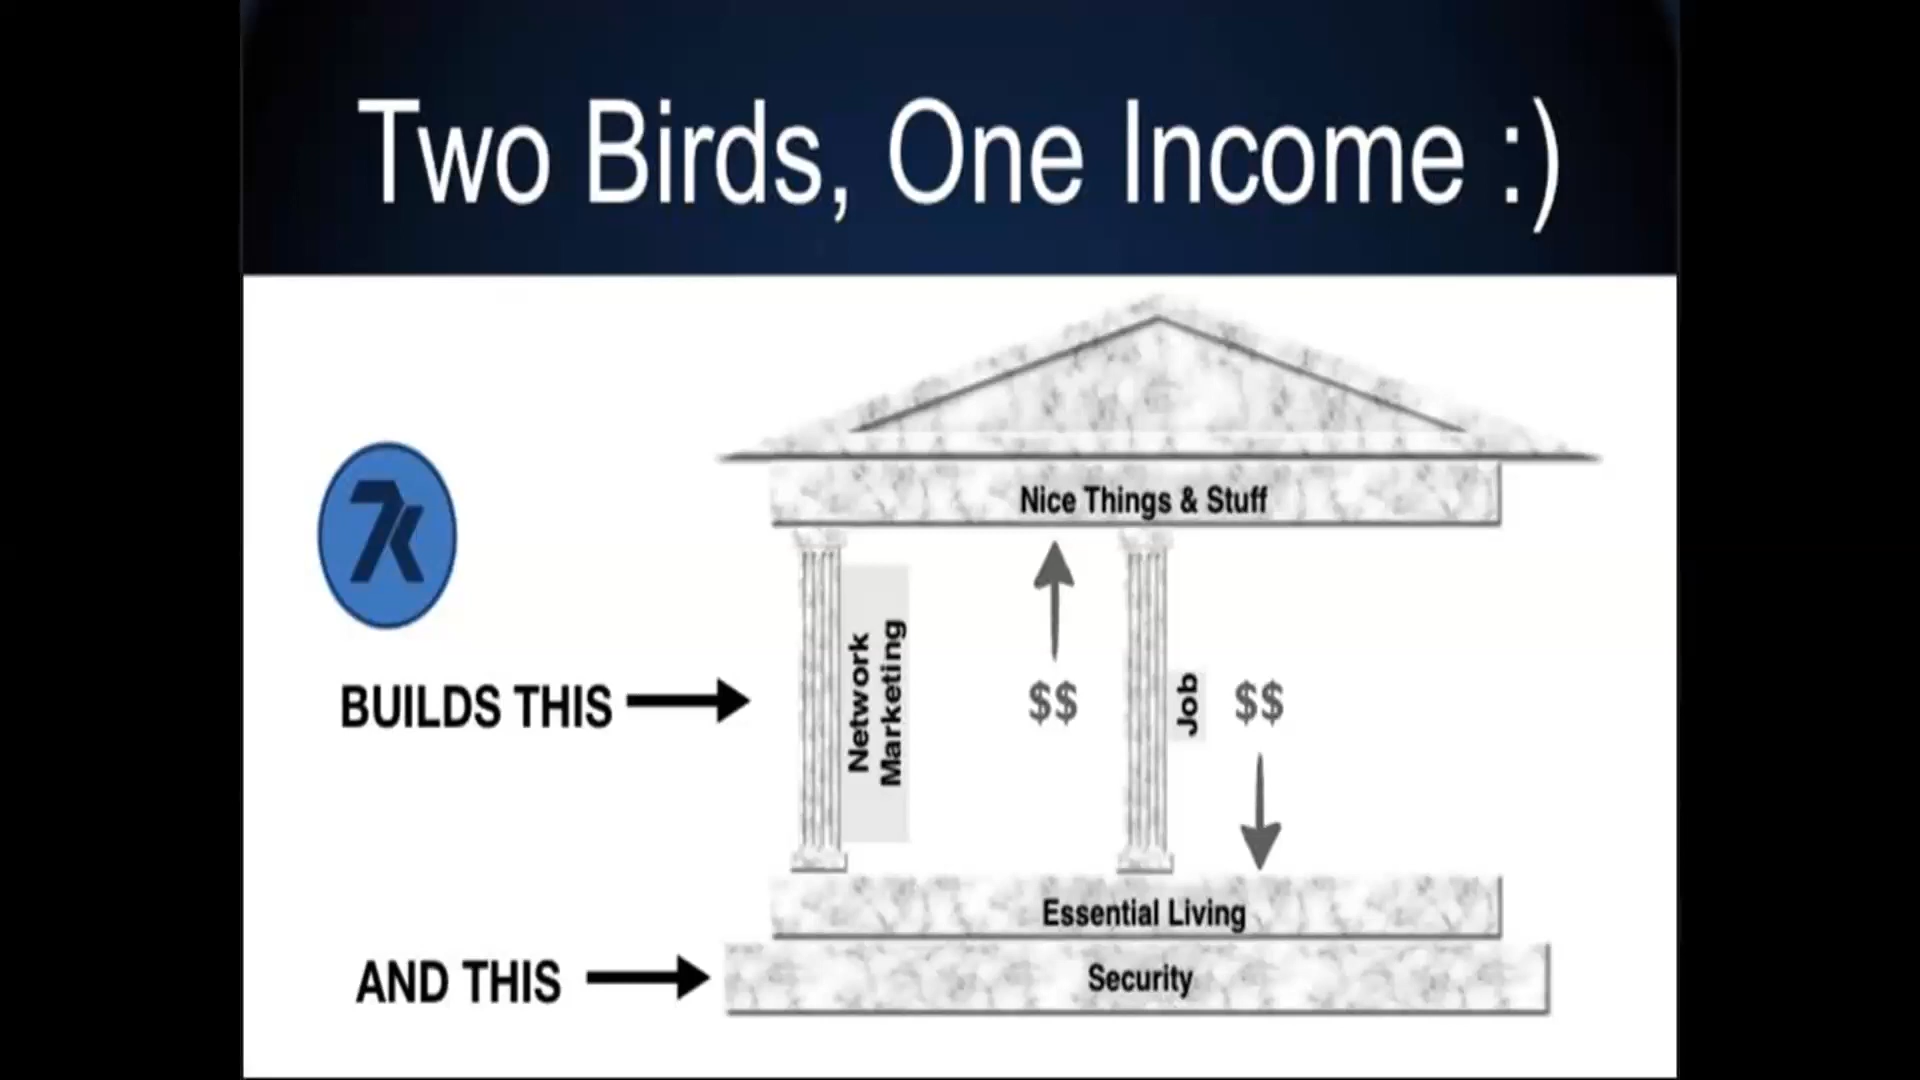 Two Birds, One Income :)
Nice Things & Stuff
7k
BUILDS THIS
Network
Marketing
$$
Job
$$
Essential Living
AND THIS
Security